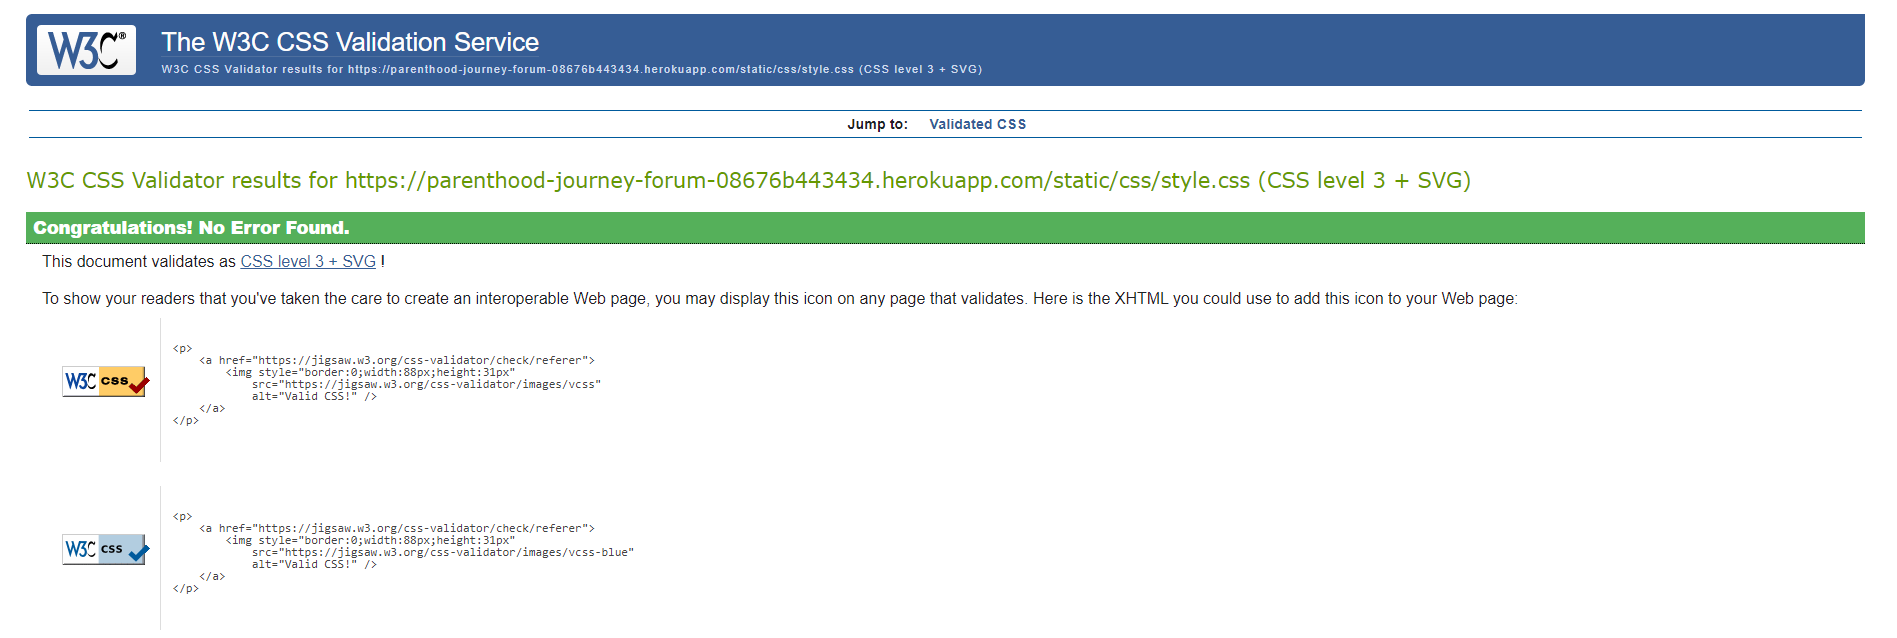 W3C®
The W3C CSS Validation Service
W3C CSS Validator results for https://parenthood-journey-forum-08676b443434.herokuapp.com/static/css/style.css (CSS level 3 + SVG)
Jump to: Validated CSS
W3C CSS Validator results for https://parenthood-journey-forum-08676b443434.herokuapp.com/static/css/style.css (CSS level 3 + SVG)
Congratulations! No Error Found.
This document validates as CSS level 3 + SVG !
To show your readers that you've taken the care to create an interoperable Web page, you may display this icon on any page that validates. Here is the XHTML you could use to add this icon to your Web page:
W3C css
<p>
<a href="https://jigsaw.w3.org/css-validator/check/referer">
<img style="border:0;width:88px;height:31px"
src="https://jigsaw.w3.org/css-validator/images/vcss"
alt="Valid CSS!" />
</a>
</p>
W3C css
<p>
<a href="https://jigsaw.w3.org/css-validator/check/referer">
<img style="border:0;width:88px;height:31px"
src="https://jigsaw.w3.org/css-validator/images/vcss-blue"
alt="Valid CSS!" />
</a>
</p>